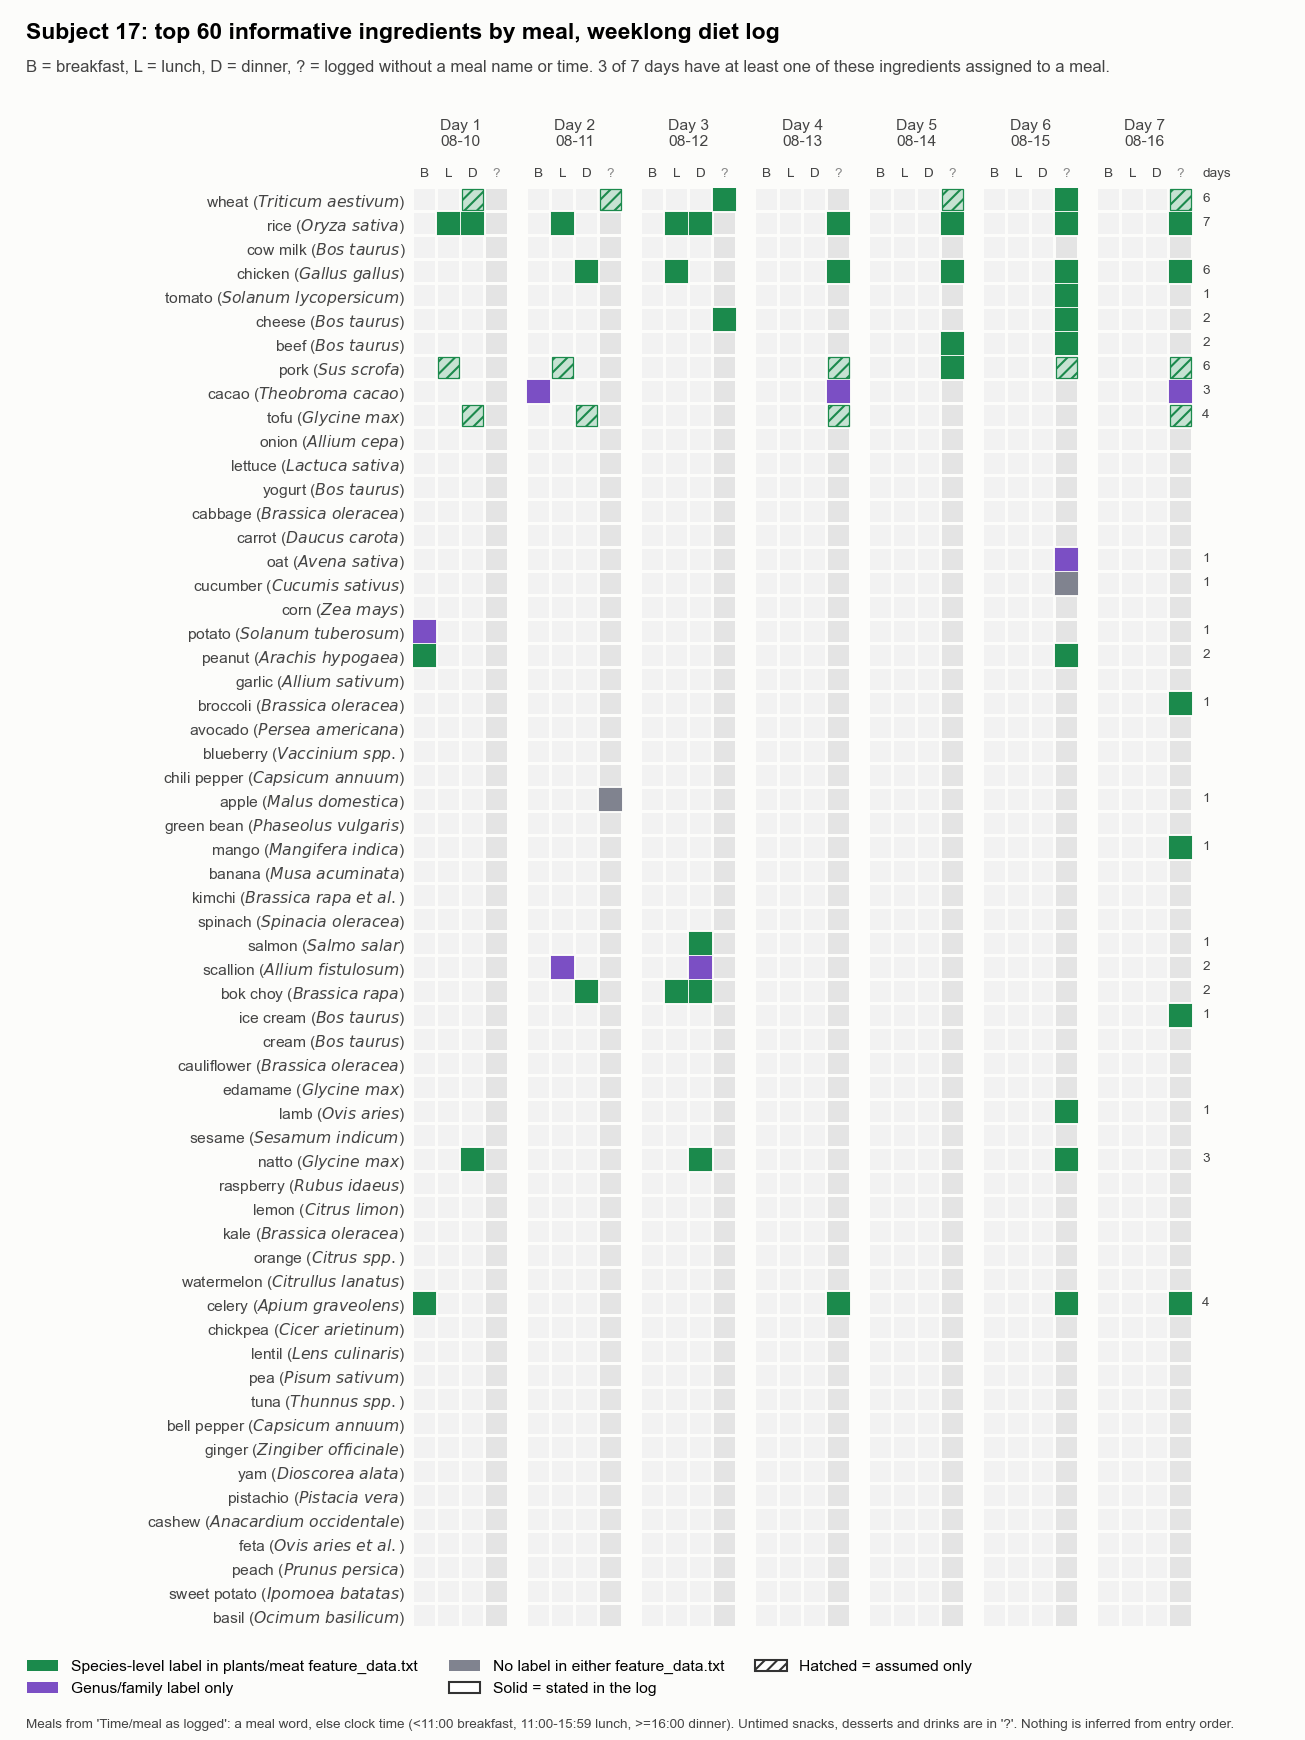 Subject 17: top 60 informative ingredients by meal, weeklong diet log
B = breakfast, L = lunch, D = dinner, ? = logged without a meal name or time. 3 of 7 days have at least one of these ingredients assigned to a meal.
Day 1 Day 2 Day 3 Day 4 Day 5 Day 6 Day 7
08-10 08-11 08-12 08-13 08-14 08-15 08-16
B L D ? B L D ? B L D ? B L D ? B L D ? B L D ? B L D ? days
wheat (Triticum aestivum) 6
rice (Oryza sativa) 7
cow milk (Bos taurus)
chicken (Gallus gallus) 6
tomato (Solanum lycopersicum) 1
cheese (Bos taurus) 2
beef (Bos taurus) 2
pork (Sus scrofa) 6
cacao (Theobroma cacao) 3
tofu (Glycine max) 4
onion (Allium cepa)
lettuce (Lactuca sativa)
yogurt (Bos taurus)
cabbage (Brassica oleracea)
carrot (Daucus carota)
oat (Avena sativa) 1
cucumber (Cucumis sativus) 1
corn (Zea mays)
potato (Solanum tuberosum) 1
peanut (Arachis hypogaea) 2
garlic (Allium sativum)
broccoli (Brassica oleracea) 1
avocado (Persea americana)
blueberry (Vaccinium spp. )
chili pepper (Capsicum annuum)
apple (Malus domestica) 1
green bean (Phaseolus vulgaris)
mango (Mangifera indica) 1
banana (Musa acuminata)
kimchi (Brassica rapa et al. )
spinach (Spinacia oleracea)
salmon (Salmo salar) 1
scallion (Allium fistulosum) 2
bok choy (Brassica rapa) 2
ice cream (Bos taurus) 1
cream (Bos taurus)
cauliflower (Brassica oleracea)
edamame (Glycine max)
lamb (Ovis aries) 1
sesame (Sesamum indicum)
natto (Glycine max) 3
raspberry (Rubus idaeus)
lemon (Citrus limon)
kale (Brassica oleracea)
orange (Citrus spp. )
watermelon (Citrullus lanatus)
celery (Apium graveolens) 4
chickpea (Cicer arietinum)
lentil (Lens culinaris)
pea (Pisum sativum)
tuna (Thunnus spp. )
bell pepper (Capsicum annuum)
ginger (Zingiber officinale)
yam (Dioscorea alata)
pistachio (Pistacia vera)
cashew (Anacardium occidentale)
feta (Ovis aries et al. )
peach (Prunus persica)
sweet potato (Ipomoea batatas)
basil (Ocimum basilicum)
Species-level label in plants/meat feature_data.txt No label in either feature_data.txt Hatched = assumed only
Genus/family label only Solid = stated in the log
Meals from 'Time/meal as logged': a meal word, else clock time (<11:00 breakfast, 11:00-15:59 lunch, >=16:00 dinner). Untimed snacks, desserts and drinks are in '?'. Nothing is inferred from entry order.